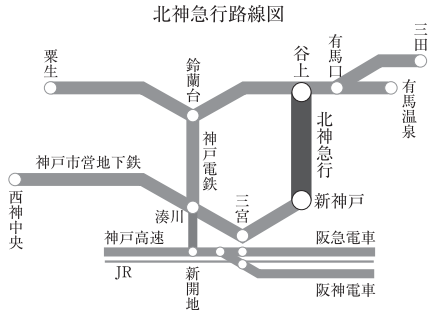 北神急行路線図
三田
有馬口
谷上
粟生
鈴蘭台
有馬温泉
北神急行
神戸電鉄
神戸市営地下鉄
西神中央
湊川
三宮
新神戸
神戸高速
阪急電車
JR
新開地
阪神電車